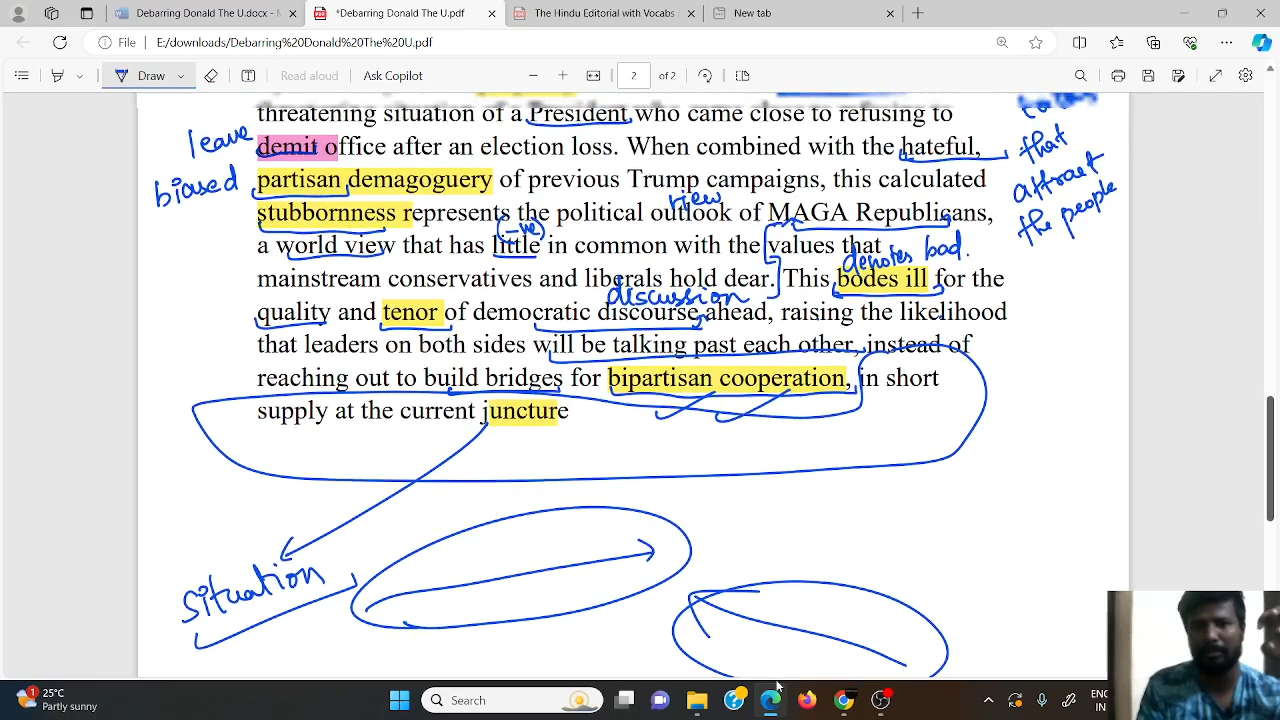 Debarring Donald The U.docx - M
*Debarring Donald The U.pdf
The Hindu Editorial with Vocabs |
New tab
File
E:/downloads/Debarring%20Donald%20The%20U.pdf
Draw
Read aloud
Ask Copilot
2
of 2
threatening situation of a President who came close to refusing to
leave
demit office after an election loss. When combined with the hateful,
that
biased
partisan demagoguery of previous Trump campaigns, this calculated
attract
view
the people
stubbornness represents the political outlook of MAGA Republicans,
(-ve)
a world view that has little in common with the values that
denotes bad.
mainstream conservatives and liberals hold dear. This bodes ill for the
discussion
quality and tenor of democratic discourse ahead, raising the likelihood
that leaders on both sides will be talking past each other, instead of
reaching out to build bridges for bipartisan cooperation, in short
supply at the current juncture
situation
1
25°C
Partly sunny
Search
ENG
IN